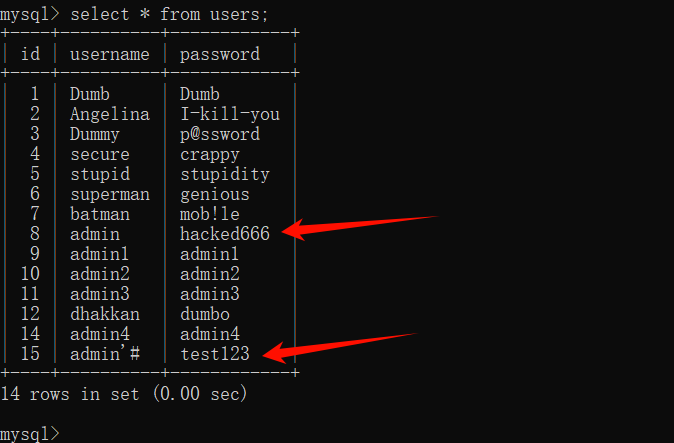 mysql> select * from users;
+----+----------+------------+
| id | username | password   |
+----+----------+------------+
|  1 | Dumb     | Dumb       |
|  2 | Angelina | I-kill-you |
|  3 | Dummy    | p@ssword   |
|  4 | secure   | crappy     |
|  5 | stupid   | stupidity  |
|  6 | superman | genious    |
|  7 | batman   | mob!le     |
|  8 | admin    | hacked666  |
|  9 | admin1   | admin1     |
| 10 | admin2   | admin2     |
| 11 | admin3   | admin3     |
| 12 | dhakkan  | dumbo      |
| 14 | admin4   | admin4     |
| 15 | admin'#  | test123    |
+----+----------+------------+
14 rows in set (0.00 sec)
mysql>